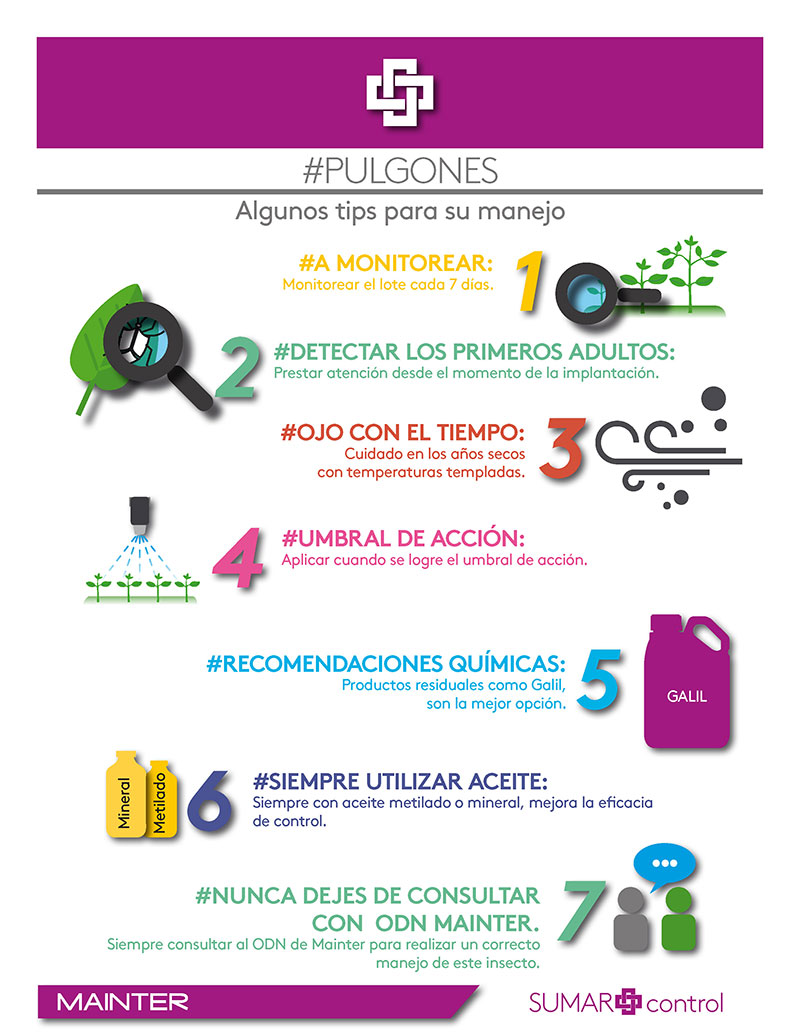 #PULGONES
Algunos tips para su manejo
#A MONITOREAR:
Monitorear el lote cada 7 días.
1
2
#DETECTAR LOS PRIMEROS ADULTOS:
Prestar atención desde el momento de la implantación.
#OJO CON EL TIEMPO:
Cuidado en los años secos
con temperaturas templadas.
3
4
#UMBRAL DE ACCIÓN:
Aplicar cuando se logre el umbral de acción.
#RECOMENDACIONES QUÍMICAS:
Productos residuales como Galil,
son la mejor opción.
5
GALIL
Mineral
Metilado
6
#SIEMPRE UTILIZAR ACEITE:
Siempre con aceite metilado o mineral, mejora la eficacia
de control.
#NUNCA DEJES DE CONSULTAR
CON ODN MAINTER.
Siempre consultar al ODN de Mainter para realizar un correcto
manejo de este insecto.
7
MAINTER
SUMAR control